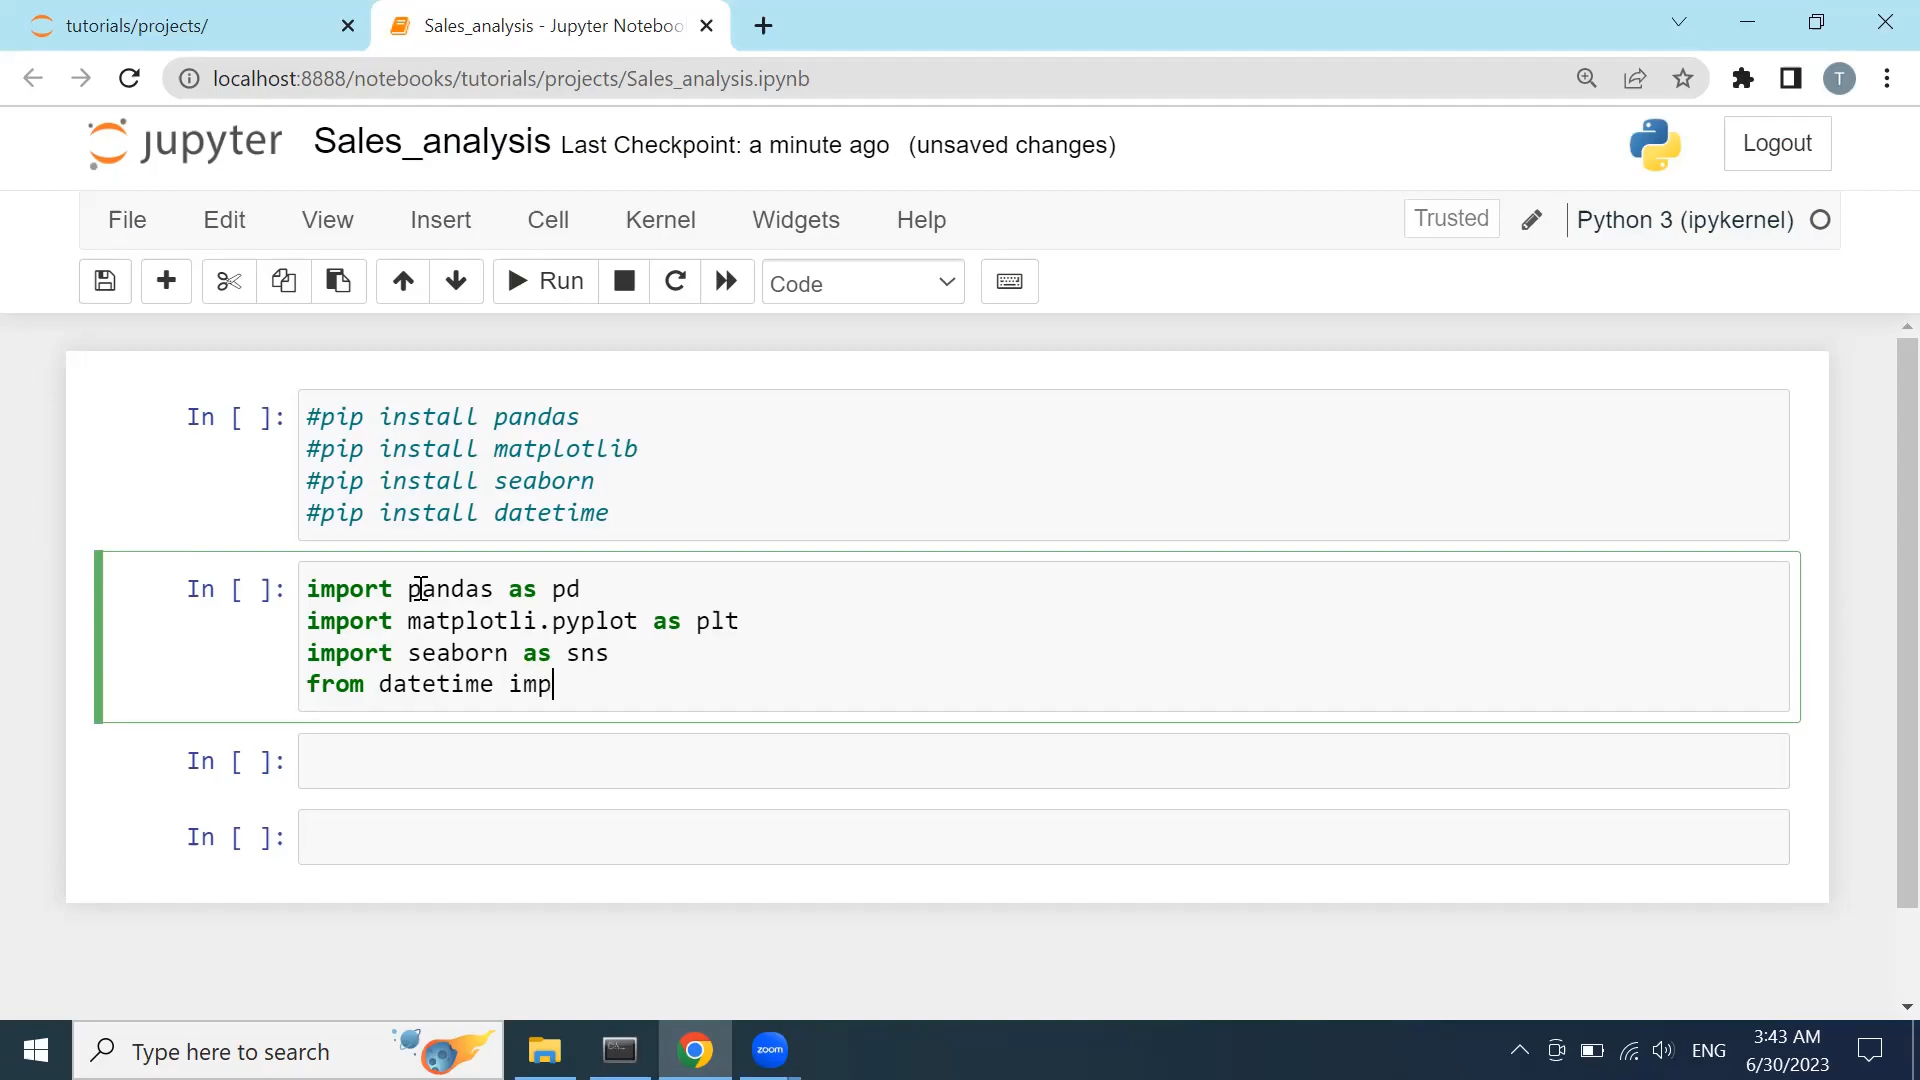 tutorials/projects/
Sales_analysis - Jupyter Noteboo
localhost:8888/notebooks/tutorials/projects/Sales_analysis.ipynb
T
jupyter Sales_analysis Last Checkpoint: a minute ago (unsaved changes)
Logout
File Edit View Insert Cell Kernel Widgets Help
Trusted
Python 3 (ipykernel)
Run
Code
In [ ]: #pip install pandas
#pip install matplotlib
#pip install seaborn
#pip install datetime
In [ ]: import pandas as pd
import matplotli.pyplot as plt
import seaborn as sns
from datetime imp
In [ ]:
In [ ]:
Type here to search
zoom
ENG
3:43 AM
6/30/2023